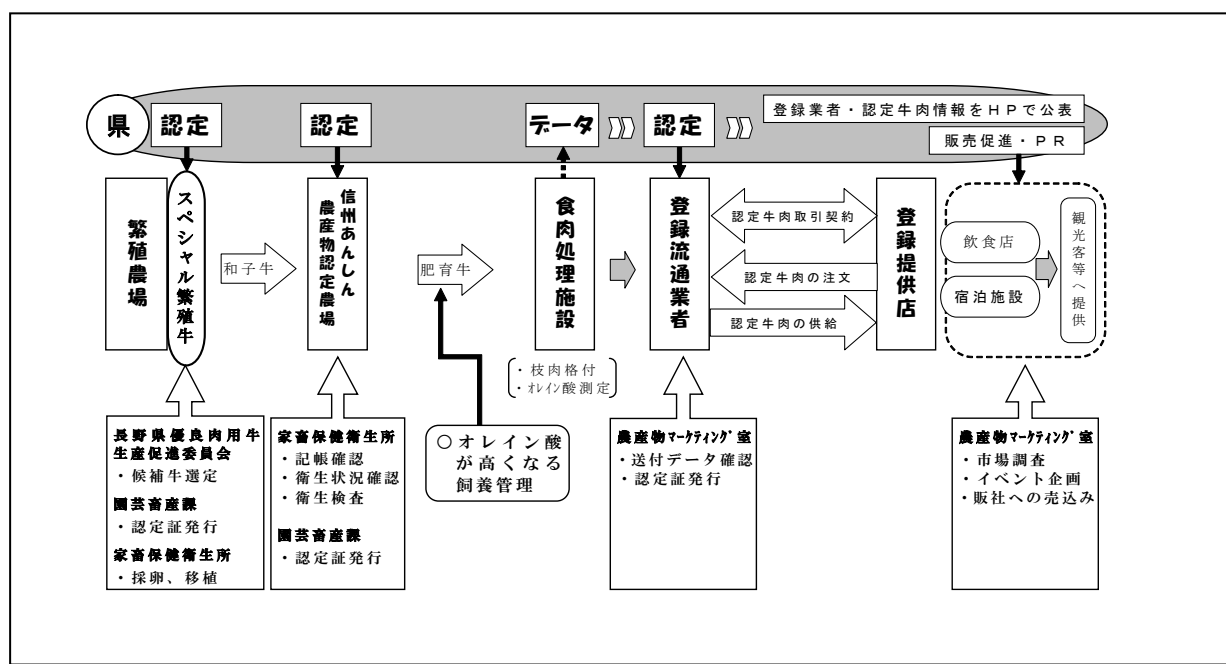 県
認定
認定
データ
認定
登録業者・認定牛肉情報をHPで公表
販売促進・PR
繁殖農場
スペシャル繁殖牛
和子牛
信州あんしん
農産物認定農場
肥育牛
食肉処理施設
登録流通業者
認定牛肉取引契約
認定牛肉の注文
認定牛肉の供給
登録提供店
飲食店
宿泊施設
観光客等へ提供
・枝肉格付
・オレイン酸測定
長野県優良肉用牛
生産促進委員会
・候補牛選定
園芸畜産課
・認定証発行
家畜保健衛生所
・採卵、移植
家畜保健衛生所
・記帳確認
・衛生状況確認
・衛生検査
園芸畜産課
・認定証発行
○オレイン酸
が高くなる
飼養管理
農産物マーケティング室
・送付データ確認
・認定証発行
農産物マーケティング室
・市場調査
・イベント企画
・販社への売込み